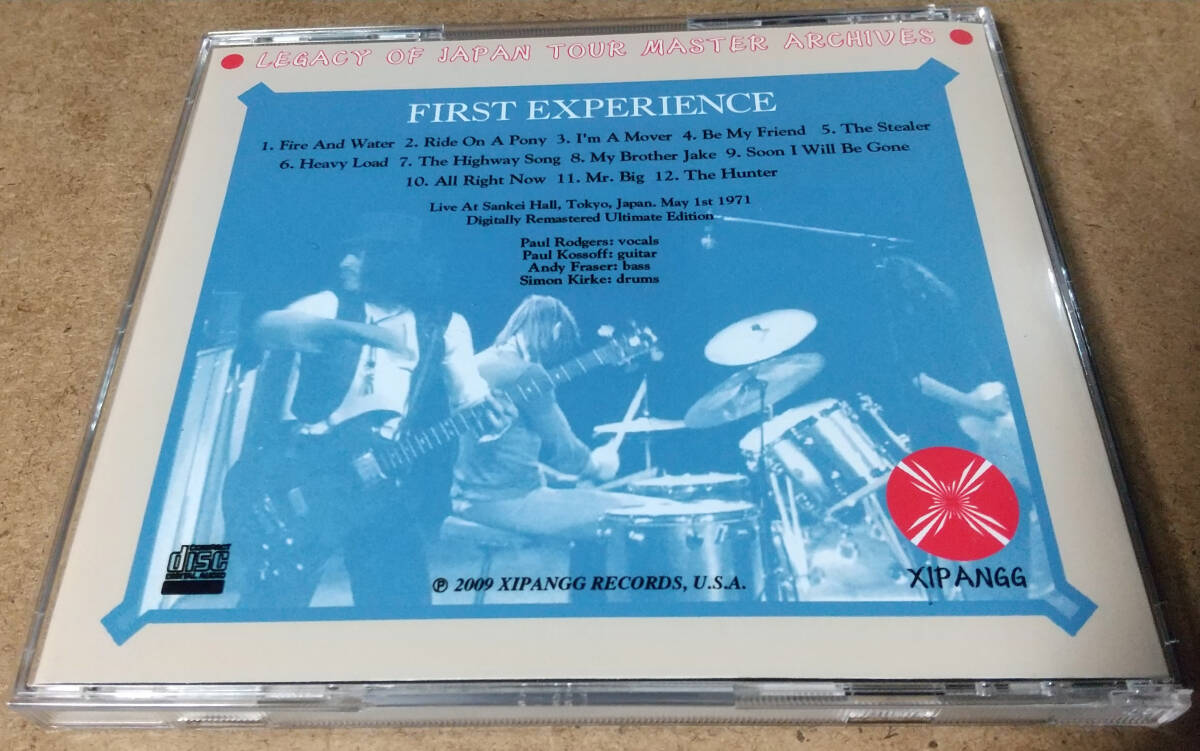 LEGACY OF JAPAN TOUR MASTER ARCHIVES
FIRST EXPERIENCE
1. Fire And Water 2. Ride On A Pony 3. I'm A Mover 4. Be My Friend 5. The Stealer
6. Heavy Load 7. The Highway Song 8. My Brother Jake 9. Soon I Will Be Gone
10. All Right Now 11. Mr. Big 12. The Hunter
Live At Sankei Hall, Tokyo, Japan. May 1st 1971
Digitally Remastered Ultimate Edition
Paul Rodgers: vocals
Paul Kossoff: guitar
Andy Fraser: bass
Simon Kirke: drums
COMPACT
disc
DIGITAL AUDIO
℗ 2009 XIPANGG RECORDS, U.S.A.
XIPANGG